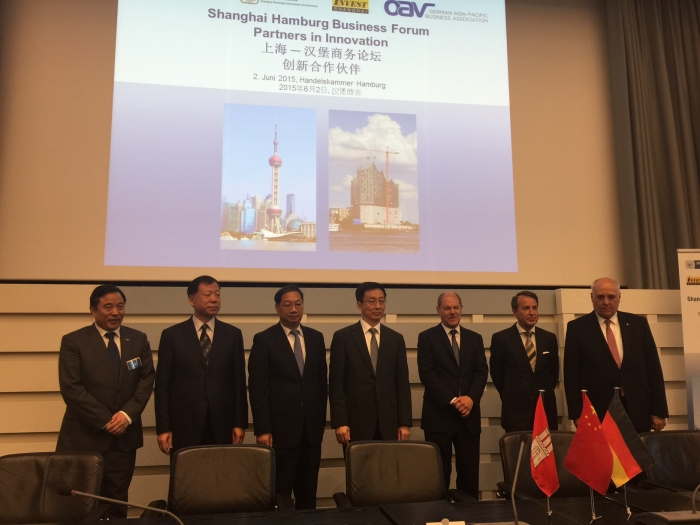 INVEST
SHANGHAI
OAV
GERMAN ASIA-PACIFIC
BUSINESS ASSOCIATION
Shanghai Hamburg Business Forum
Partners in Innovation
上海－汉堡商务论坛
创新合作伙伴
2. Juni 2015, Handelskammer Hamburg
2015年6月2日, 汉堡商会